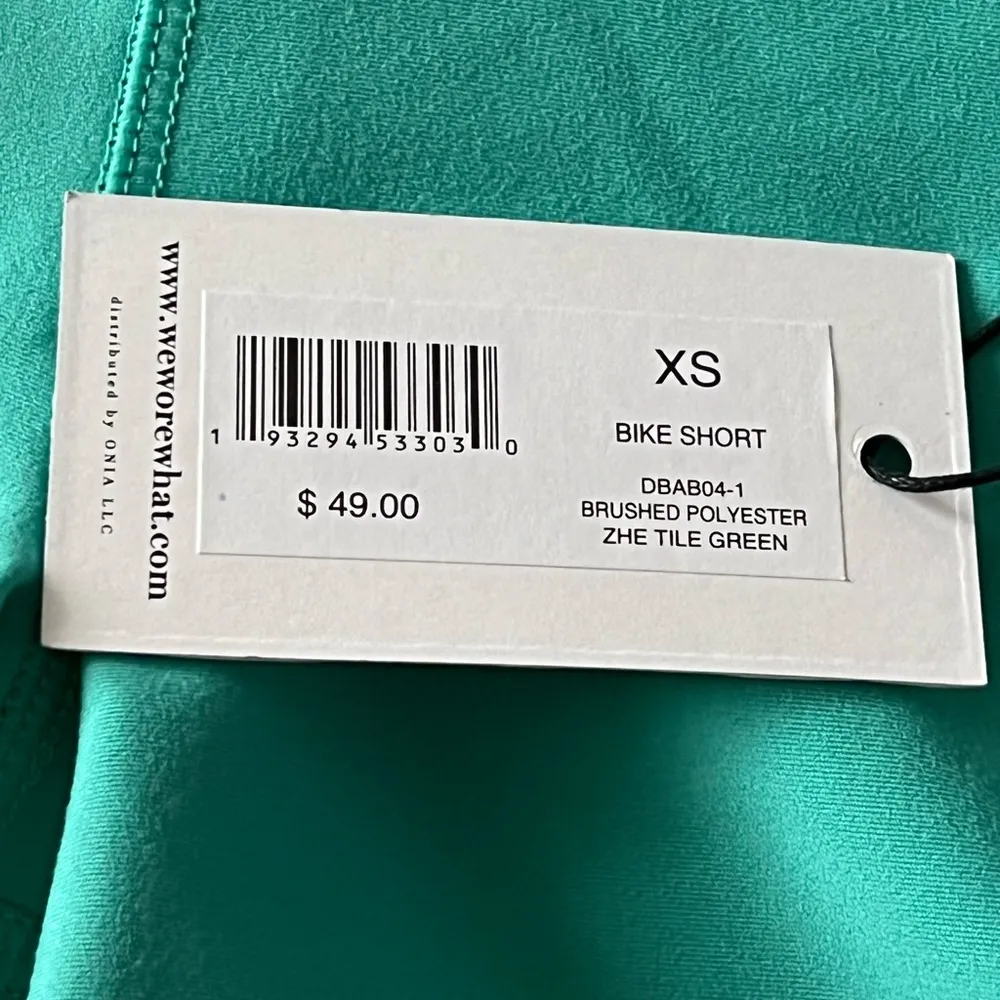 www.weworewhat.com
distributed by ONIA LLC
1 93294 53303 0
$ 49.00
XS
BIKE SHORT
DBAB04-1
BRUSHED POLYESTER
ZHE TILE GREEN